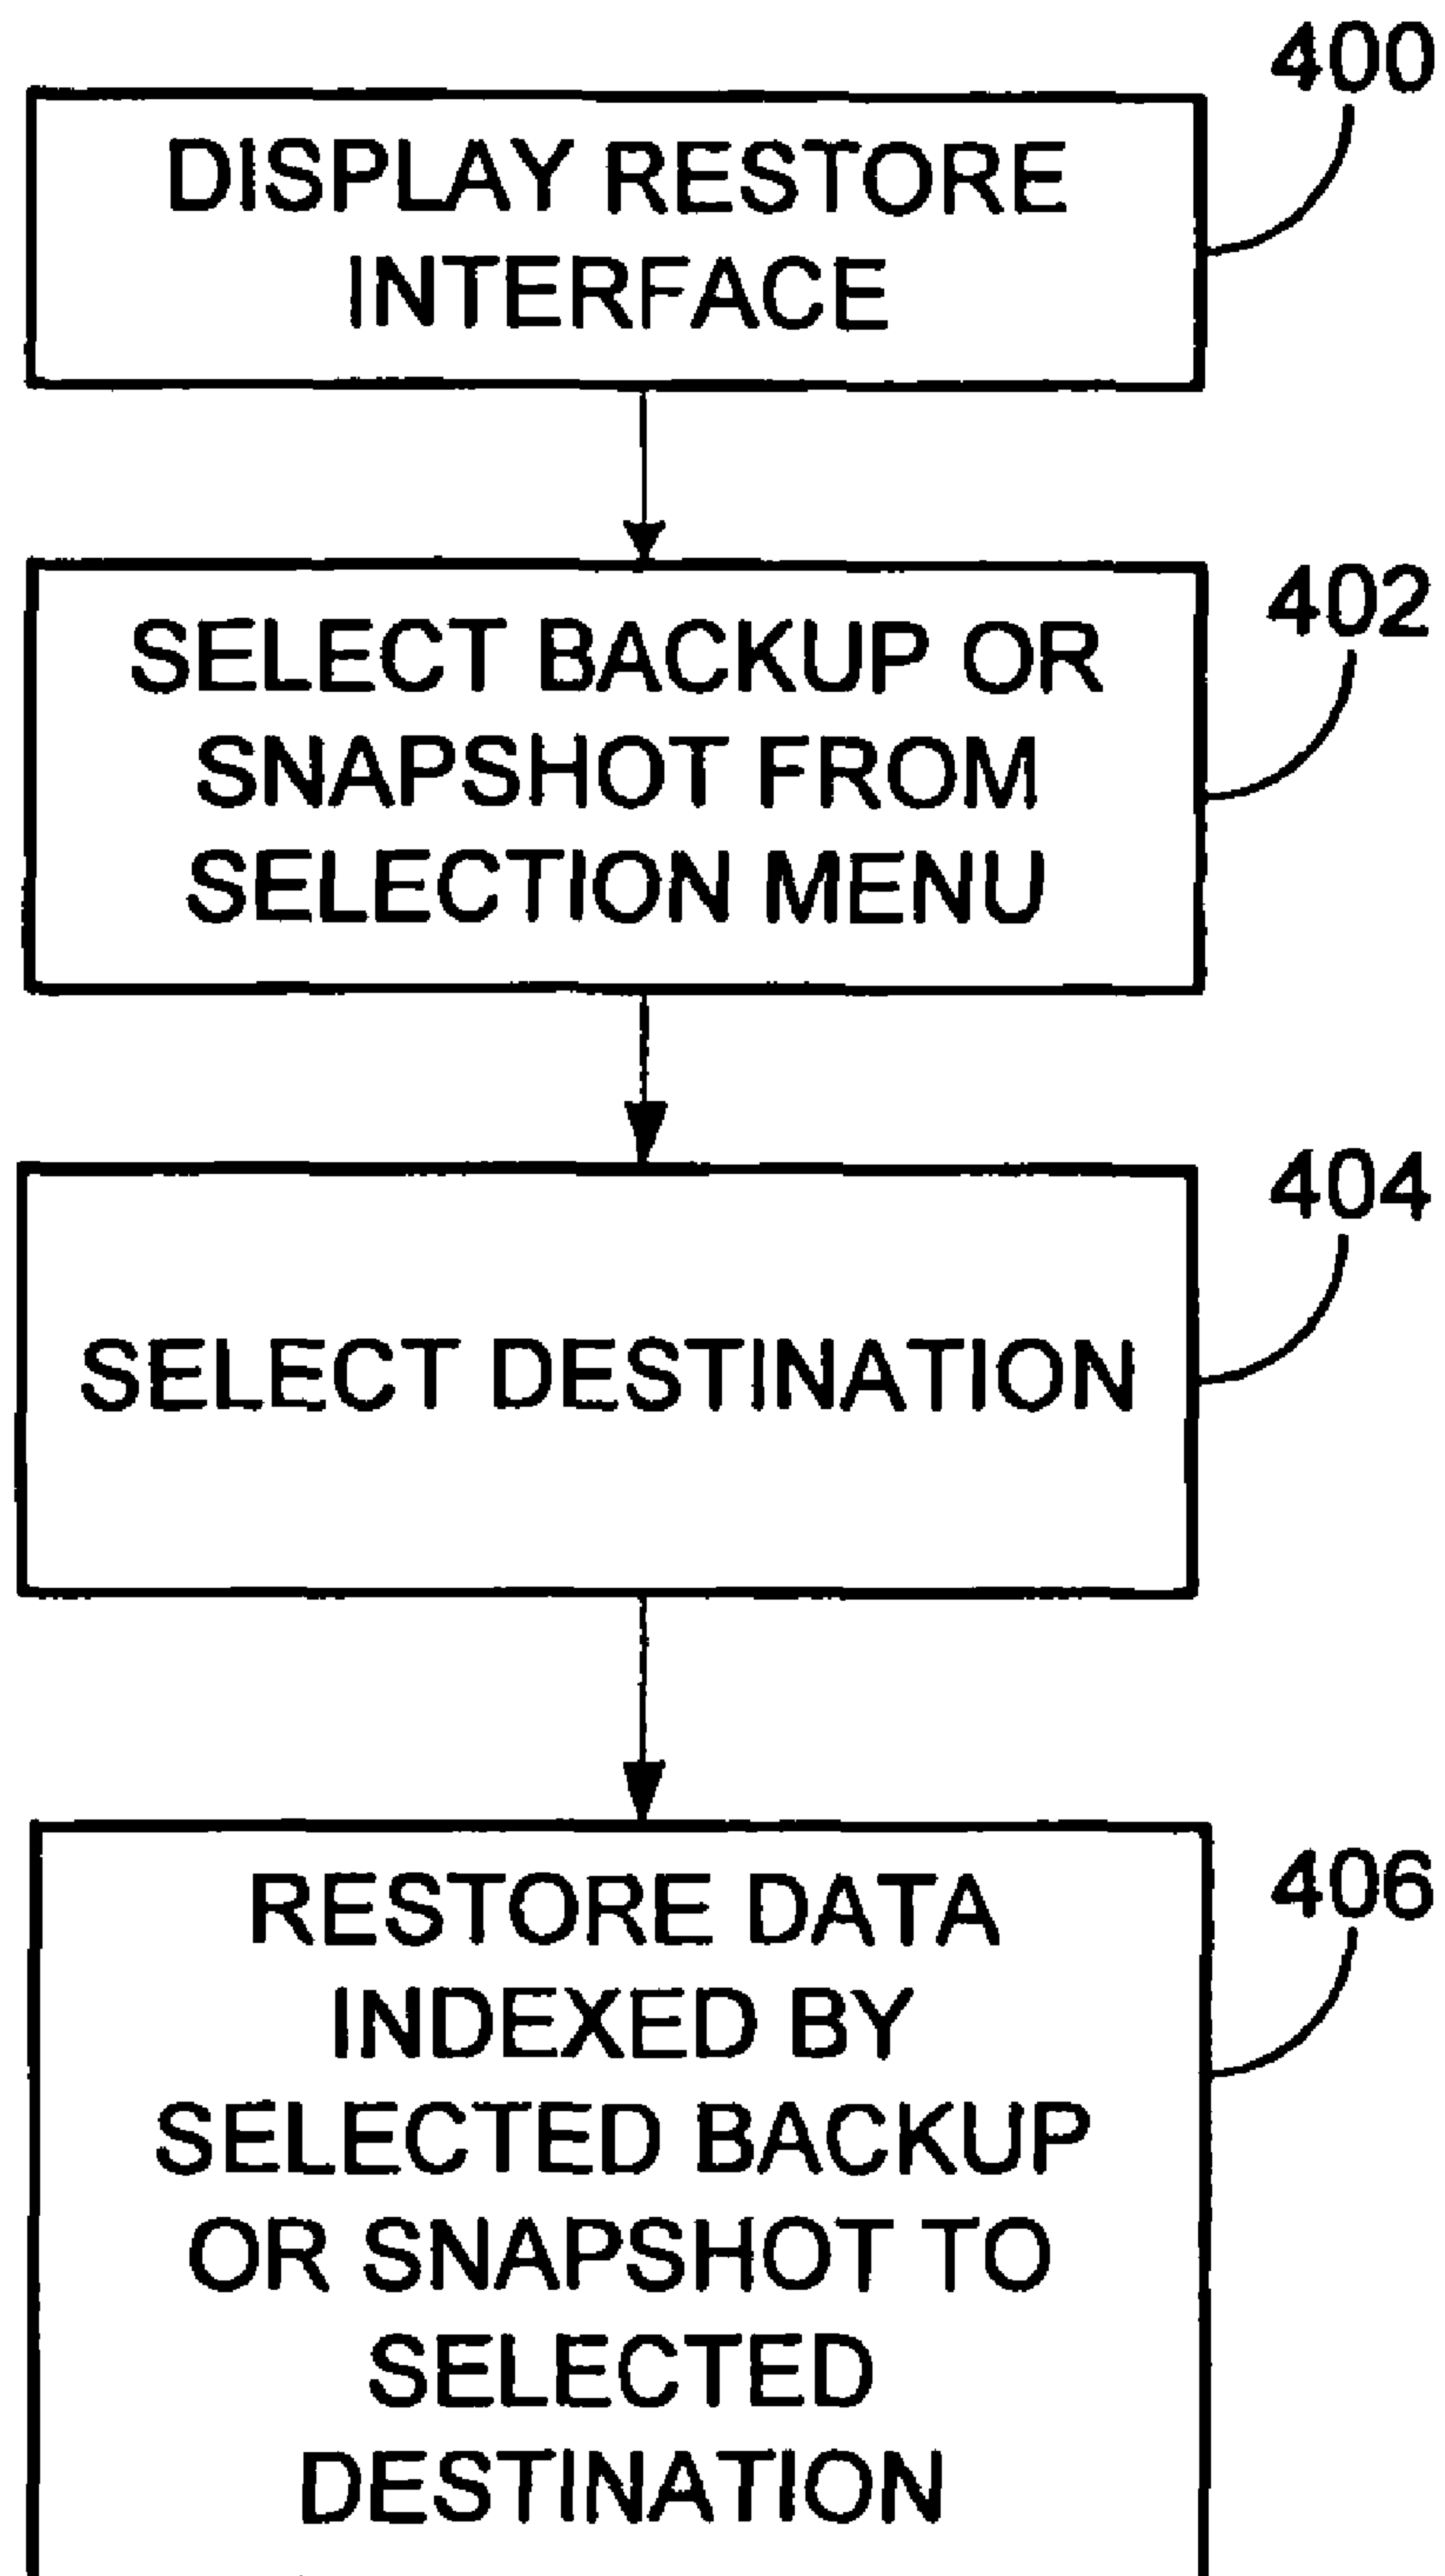 400
DISPLAY RESTORE
INTERFACE
402
SELECT BACKUP OR
SNAPSHOT FROM
SELECTION MENU
404
SELECT DESTINATION
406
RESTORE DATA
INDEXED BY
SELECTED BACKUP
OR SNAPSHOT TO
SELECTED
DESTINATION